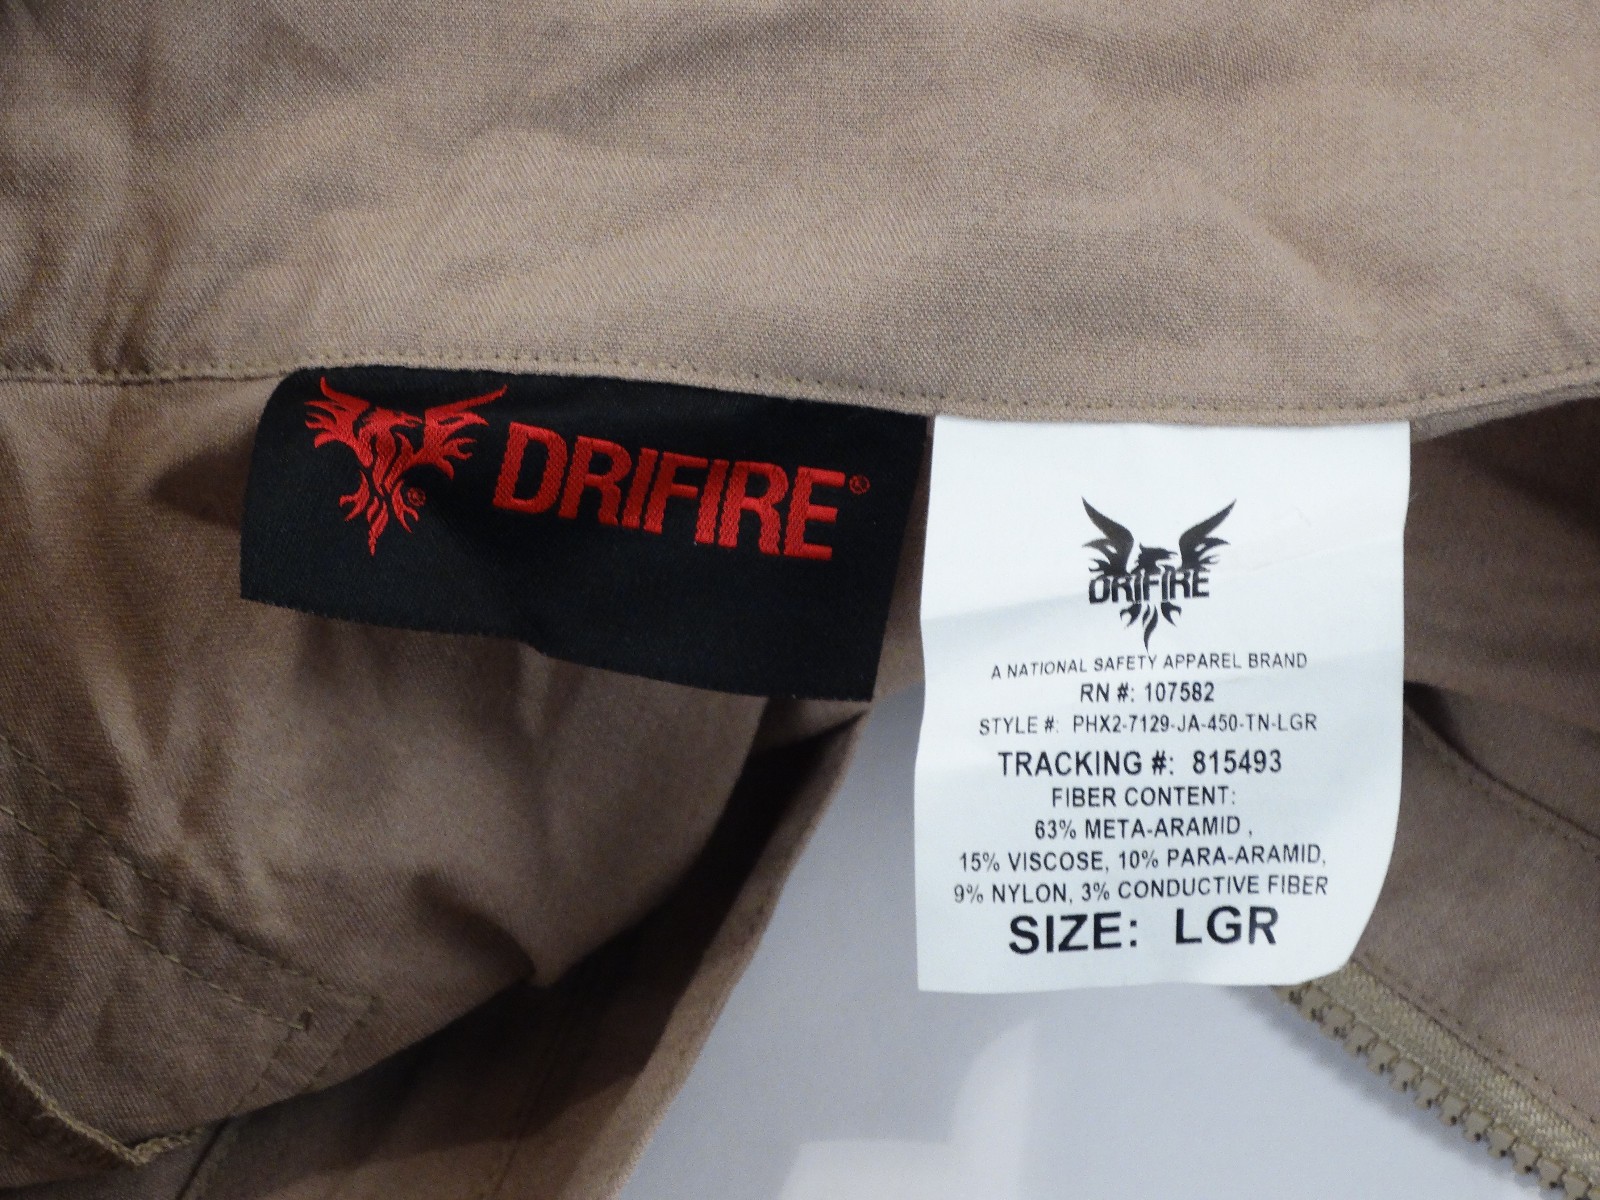 DRIFIRE®
DRIFIRE
A NATIONAL SAFETY APPAREL BRAND
RN #: 107582
STYLE #: PHX2-7129-JA-450-TN-LGR
TRACKING #: 815493
FIBER CONTENT:
63% META-ARAMID ,
15% VISCOSE, 10% PARA-ARAMID,
9% NYLON, 3% CONDUCTIVE FIBER
SIZE: LGR